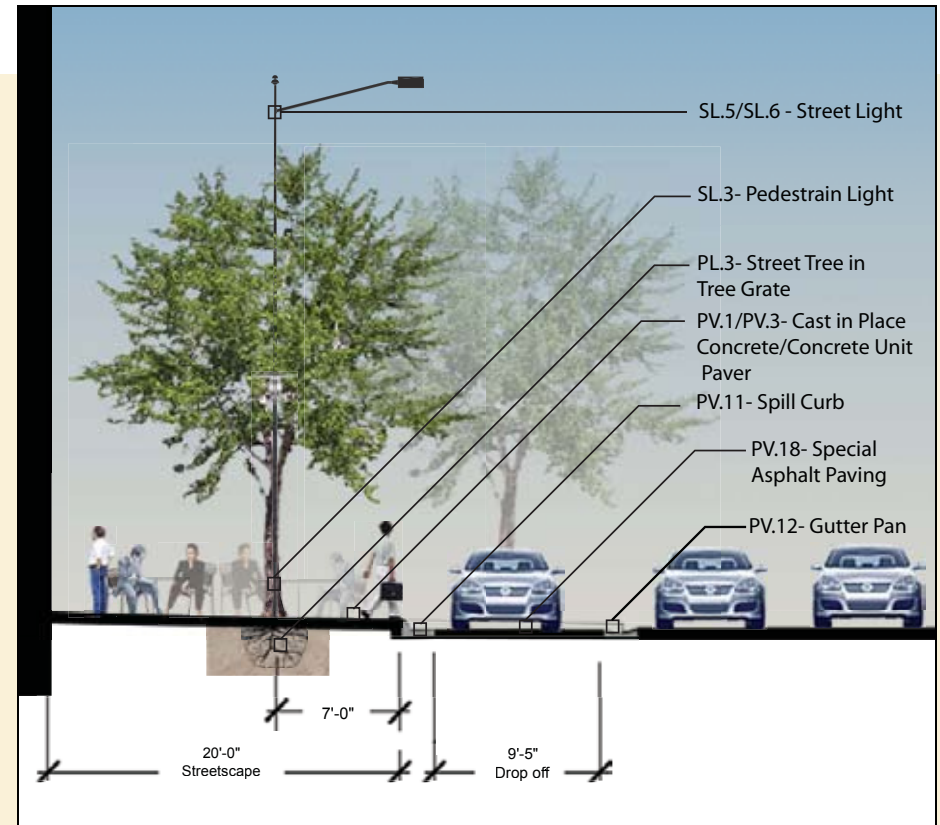 SL.5/SL.6 - Street Light
SL.3- Pedestrain Light
PL.3- Street Tree in
Tree Grate
PV.1/PV.3- Cast in Place
Concrete/Concrete Unit
Paver
PV.11- Spill Curb
PV.18- Special
Asphalt Paving
PV.12- Gutter Pan
7'-0"
20'-0"
Streetscape
9'-5"
Drop off